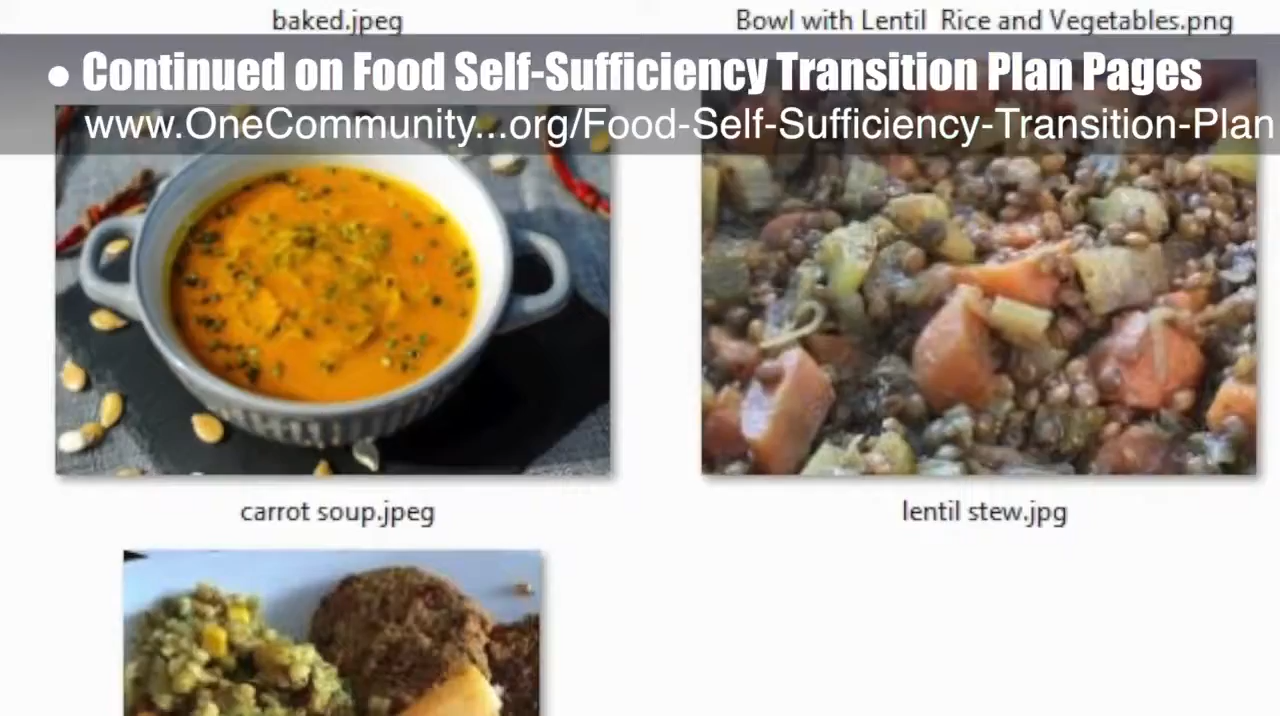 baked.jpeg
Bowl with Lentil Rice and Vegetables.png
• Continued on Food Self-Sufficiency Transition Plan Pages
www.OneCommunity...org/Food-Self-Sufficiency-Transition-Plan
carrot soup.jpeg
lentil stew.jpg